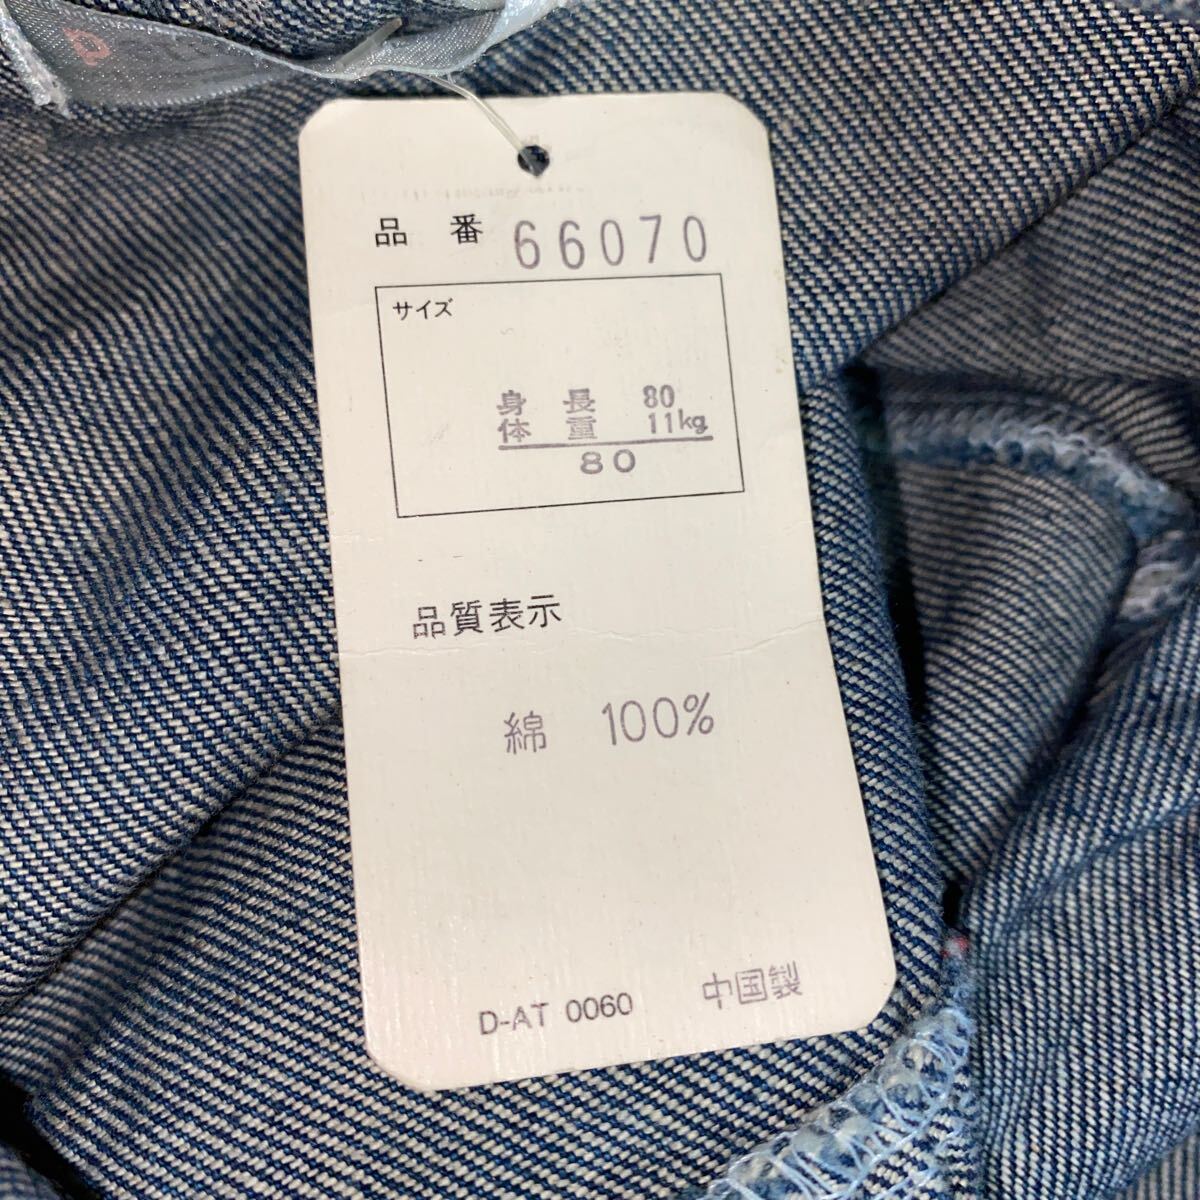 品 番 66070
サイズ
身 長 80
体 重 11kg
80
品質表示
綿 100%
D-AT 0060 中国製